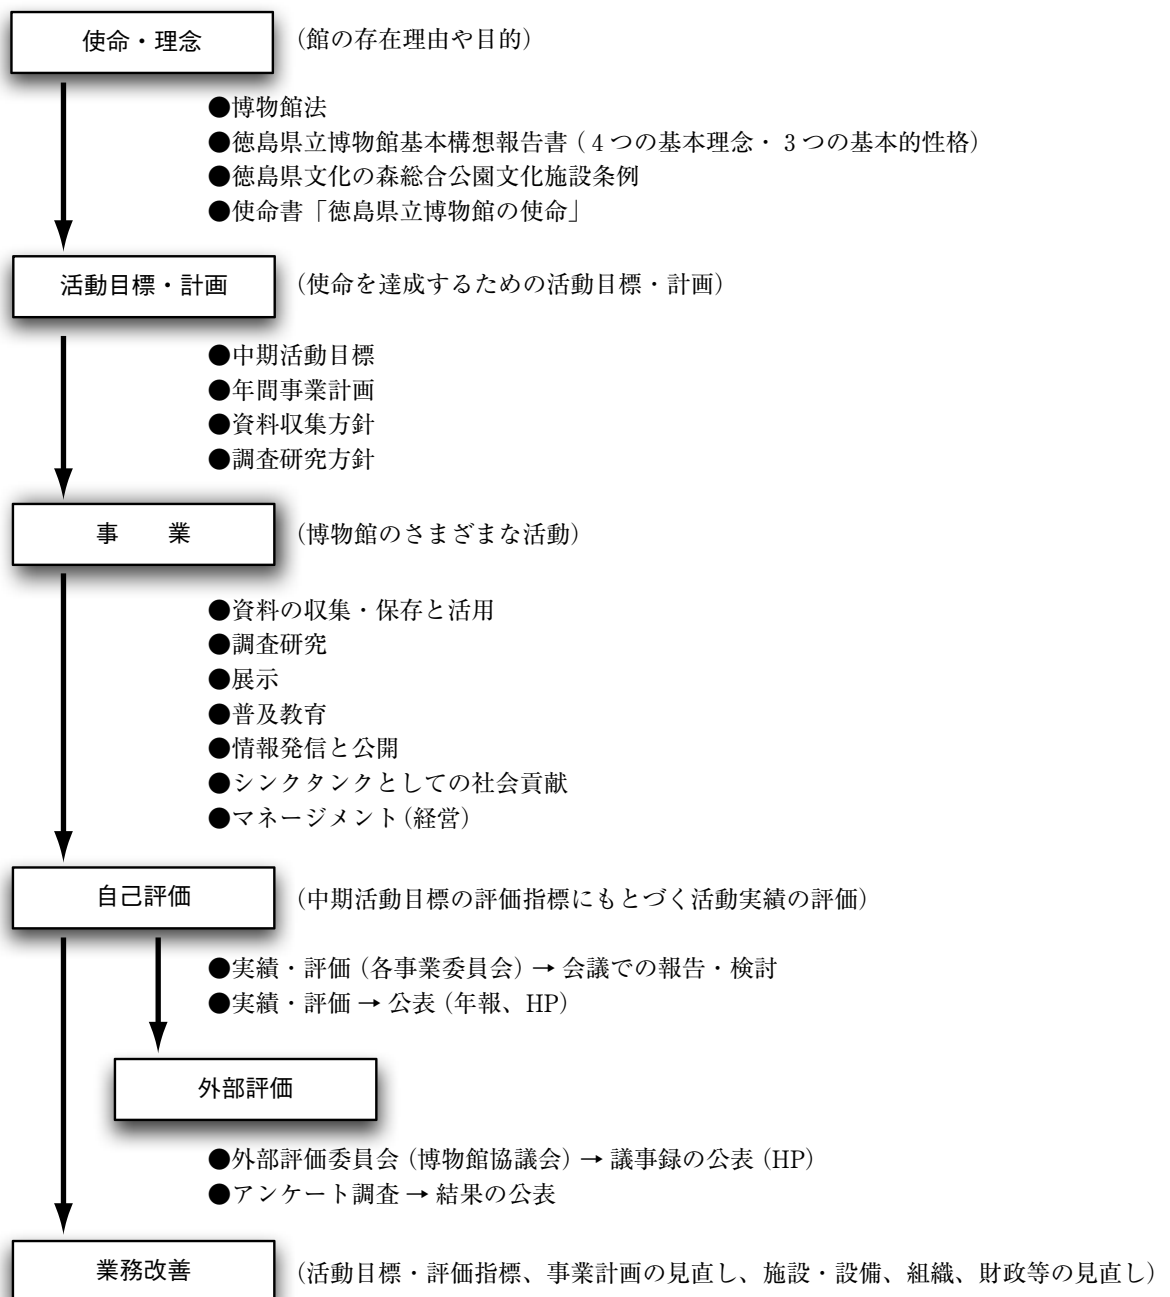 使命・理念 （館の存在理由や目的）
●博物館法
●徳島県立博物館基本構想報告書（４つの基本理念・３つの基本的性格）
●徳島県文化の森総合公園文化施設条例
●使命書「徳島県立博物館の使命」
活動目標・計画 （使命を達成するための活動目標・計画）
●中期活動目標
●年間事業計画
●資料収集方針
●調査研究方針
事　業 （博物館のさまざまな活動）
●資料の収集・保存と活用
●調査研究
●展示
●普及教育
●情報発信と公開
●シンクタンクとしての社会貢献
●マネージメント（経営）
自己評価 （中期活動目標の評価指標にもとづく活動実績の評価）
●実績・評価（各事業委員会）→ 会議での報告・検討
●実績・評価 → 公表（年報、HP）
外部評価
●外部評価委員会（博物館協議会）→ 議事録の公表（HP）
●アンケート調査 → 結果の公表
業務改善 （活動目標・評価指標、事業計画の見直し、施設・設備、組織、財政等の見直し）